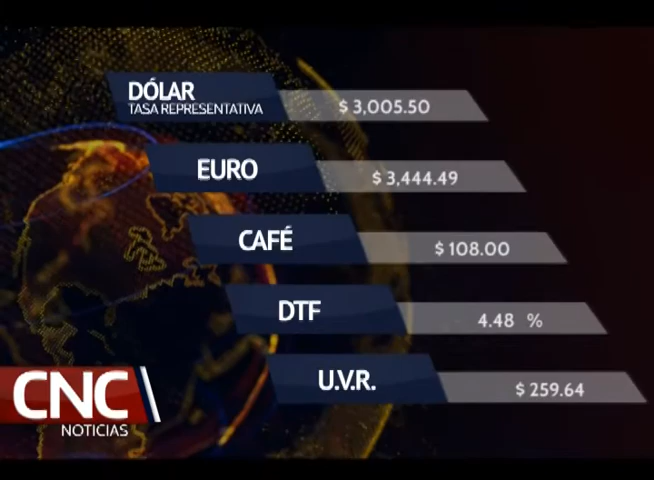 DÓLAR
TASA REPRESENTATIVA
$ 3,005.50
EURO
$ 3,444.49
CAFÉ
$ 108.00
DTF
4.48 %
U.V.R.
$ 259.64
CNC
NOTICIAS